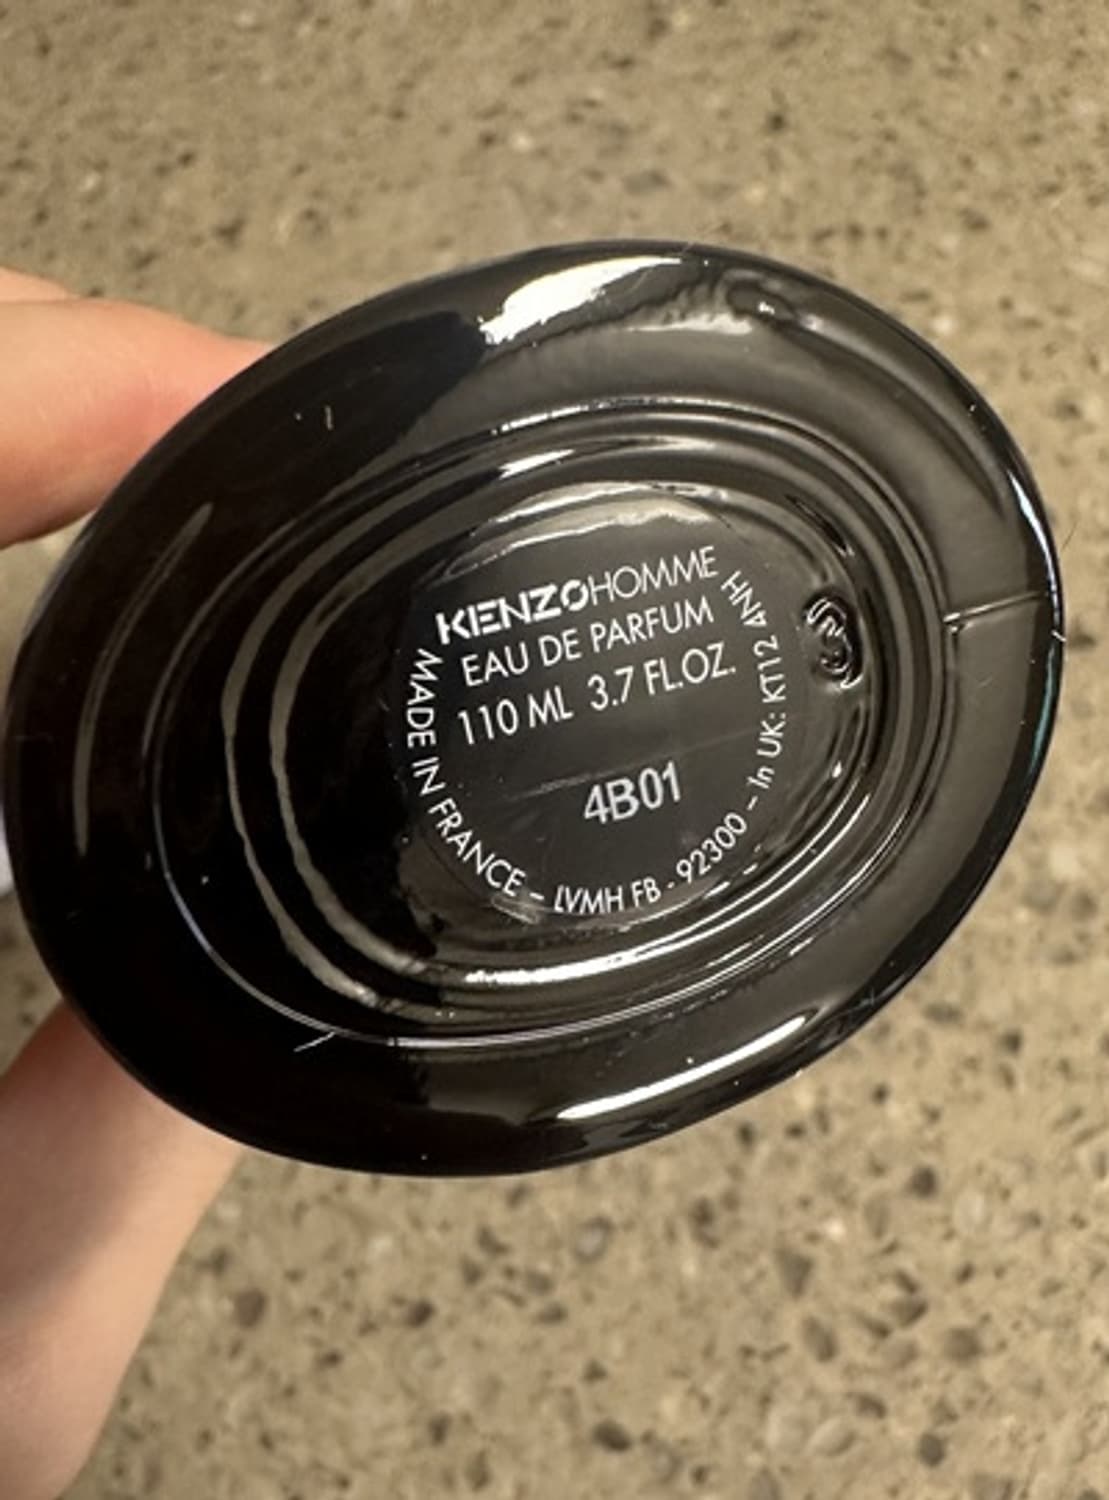 KENZOHOMME
EAU DE PARFUM
110 ML 3.7 FL.OZ.
4B01
MADE IN FRANCE – LVMH FB - 92300 – In UK: KT12 4NH